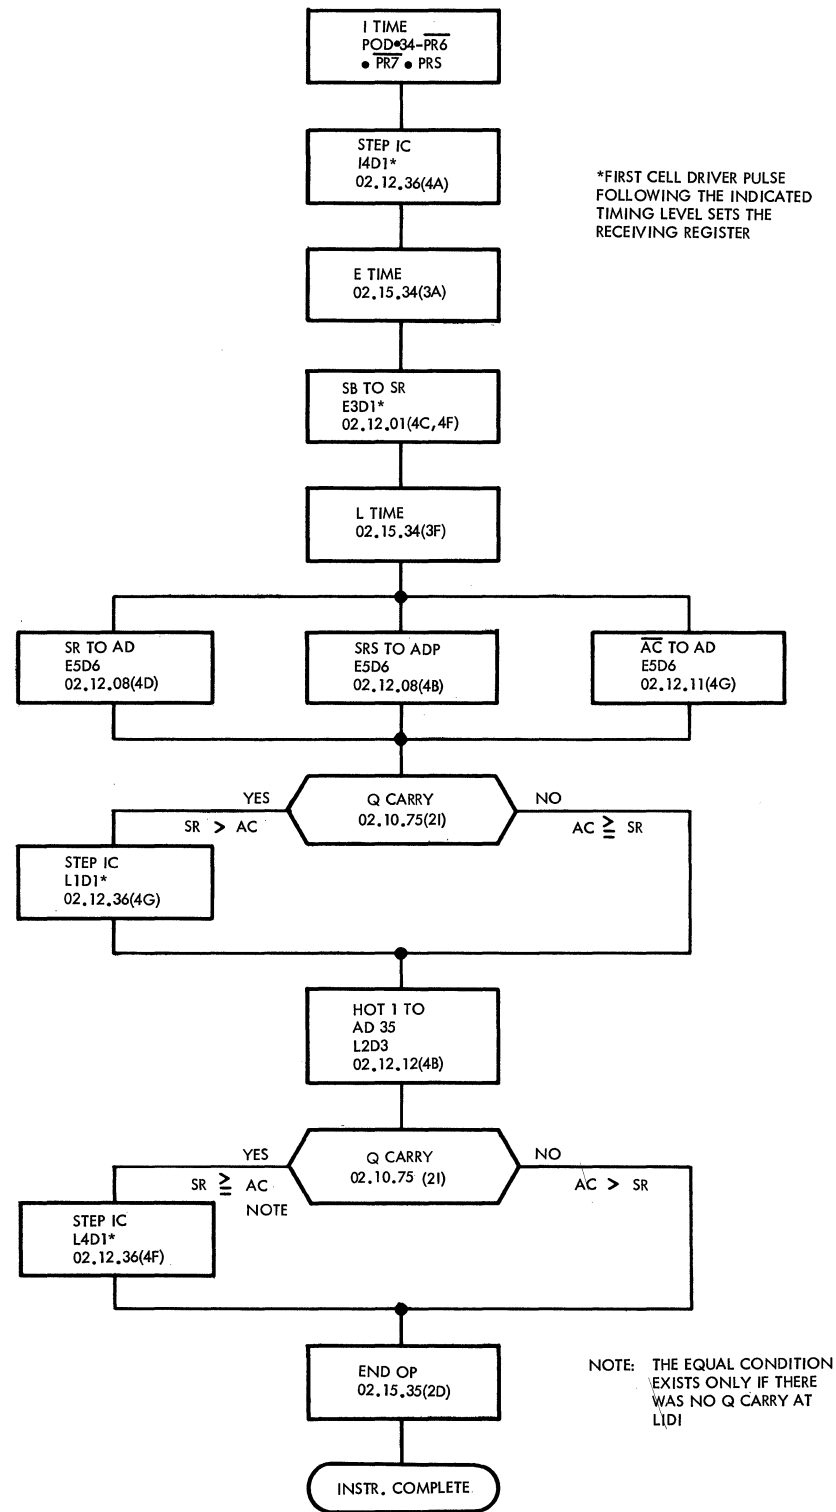 I TIME
POD•34-P̅R̅6̅
• P̅R̅7̅ • PRS
STEP IC
I4D1*
02.12.36(4A)
*FIRST CELL DRIVER PULSE
FOLLOWING THE INDICATED
TIMING LEVEL SETS THE
RECEIVING REGISTER
E TIME
02.15.34(3A)
SB TO SR
E3D1*
02.12.01(4C,4F)
L TIME
02.15.34(3F)
SR TO AD
E5D6
02.12.08(4D)
SRS TO ADP
E5D6
02.12.08(4B)
A̅C̅ TO AD
E5D6
02.12.11(4G)
YES
SR > AC
Q CARRY
02.10.75(2I)
NO
AC ≧ SR
STEP IC
L1D1*
02.12.36(4G)
HOT 1 TO
AD 35
L2D3
02.12.12(4B)
YES
SR ≧ AC
NOTE
Q CARRY
02.10.75 (2I)
NO
AC > SR
STEP IC
L4D1*
02.12.36(4F)
END OP
02.15.35(2D)
NOTE: THE EQUAL CONDITION
EXISTS ONLY IF THERE
WAS NO Q CARRY AT
LIDI
INSTR. COMPLETE